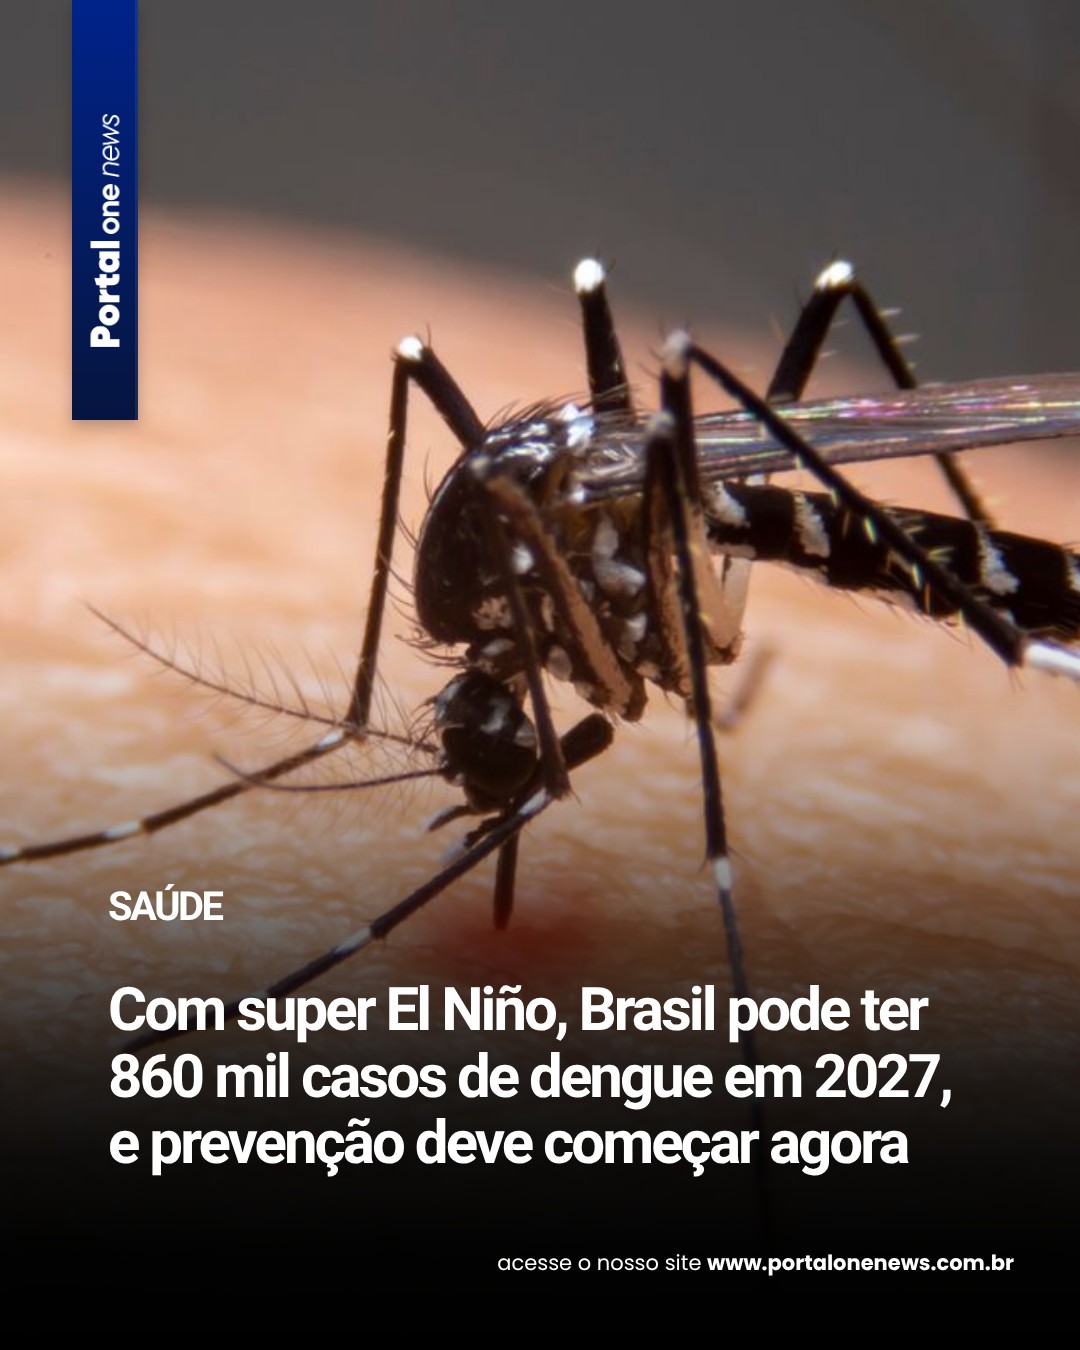 Portal one news
SAÚDE
Com super El Niño, Brasil pode ter
860 mil casos de dengue em 2027,
e prevenção deve começar agora
acesse o nosso site www.portalonenews.com.br